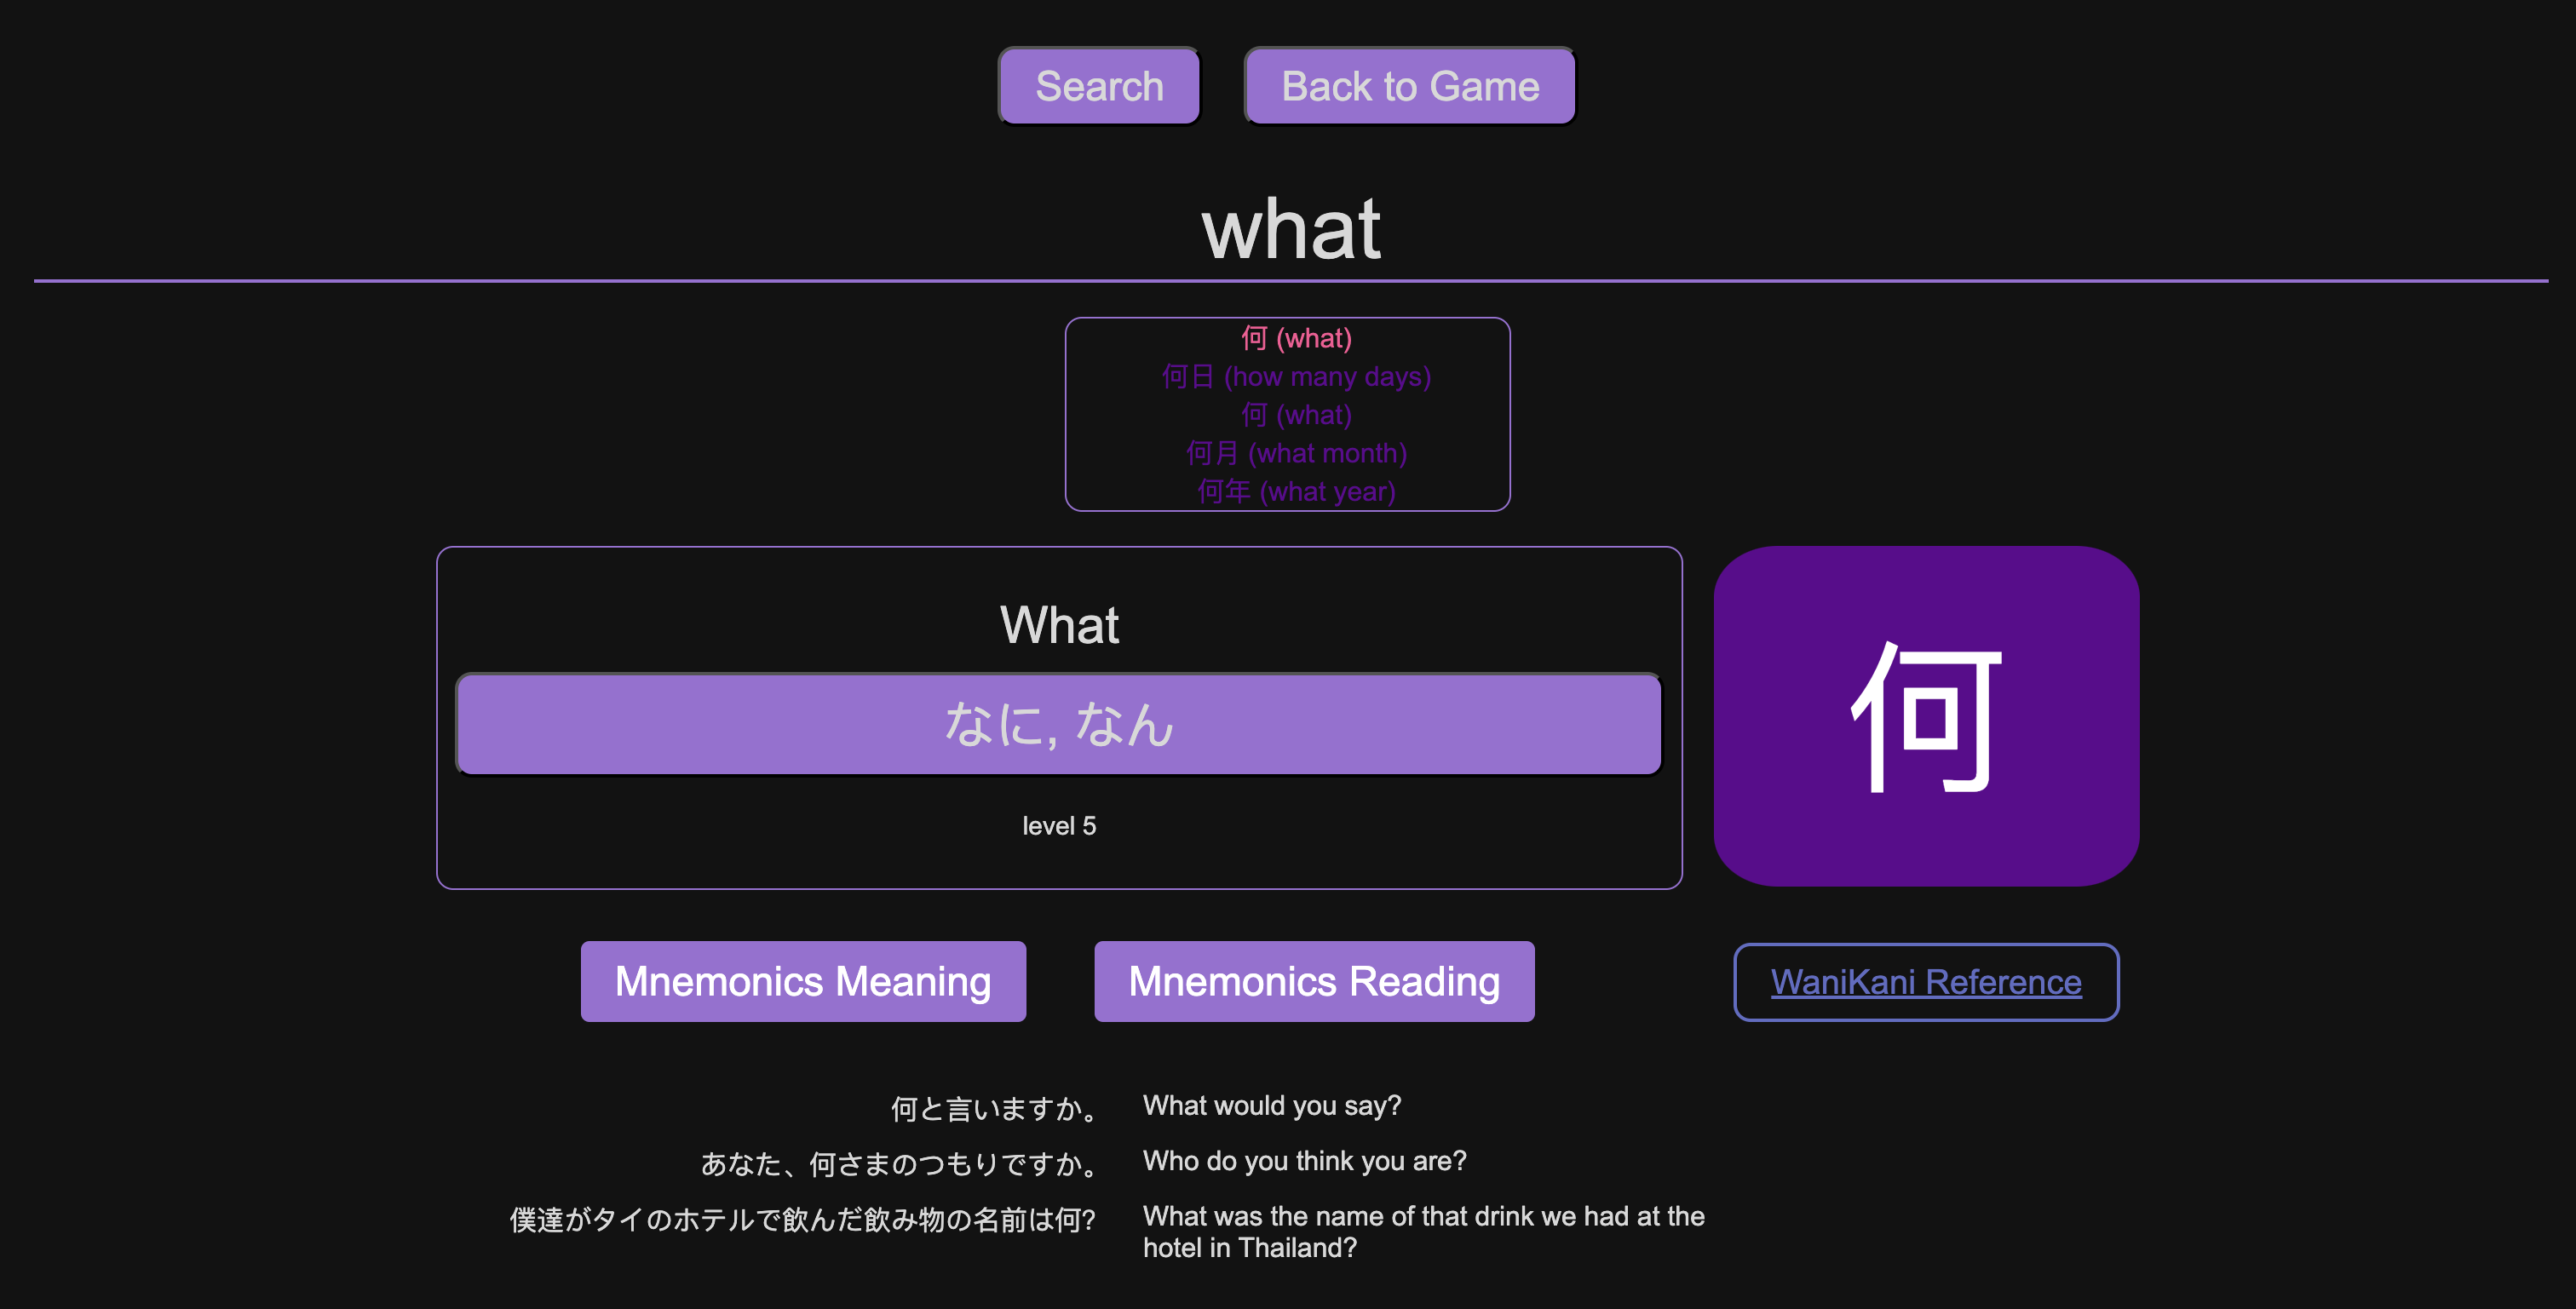 Search
Back to Game
what
何 (what)
何日 (how many days)
何 (what)
何月 (what month)
何年 (what year)
What
なに, なん
level 5
何
Mnemonics Meaning
Mnemonics Reading
WaniKani Reference
何と言いますか。
What would you say?
あなた、何さまのつもりですか。
Who do you think you are?
僕達がタイのホテルで飲んだ飲み物の名前は何?
What was the name of that drink we had at the
hotel in Thailand?